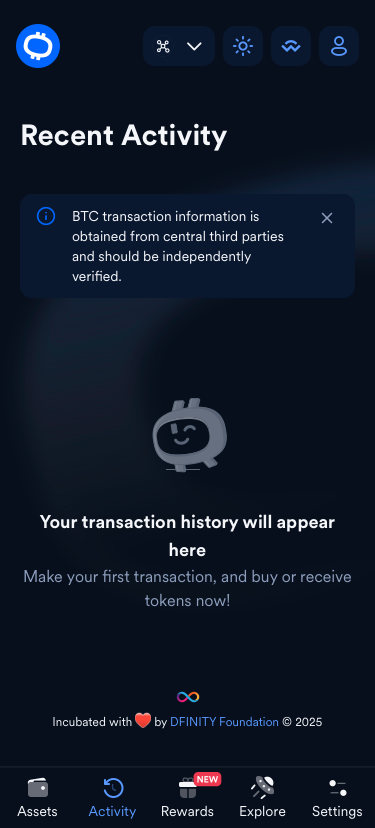 Recent Activity
BTC transaction information is
obtained from central third parties
and should be independently
verified.
Your transaction history will appear
here
Make your first transaction, and buy or receive
tokens now!
Incubated with ❤️ by DFINITY Foundation © 2025
NEW
Assets Activity Rewards Explore Settings